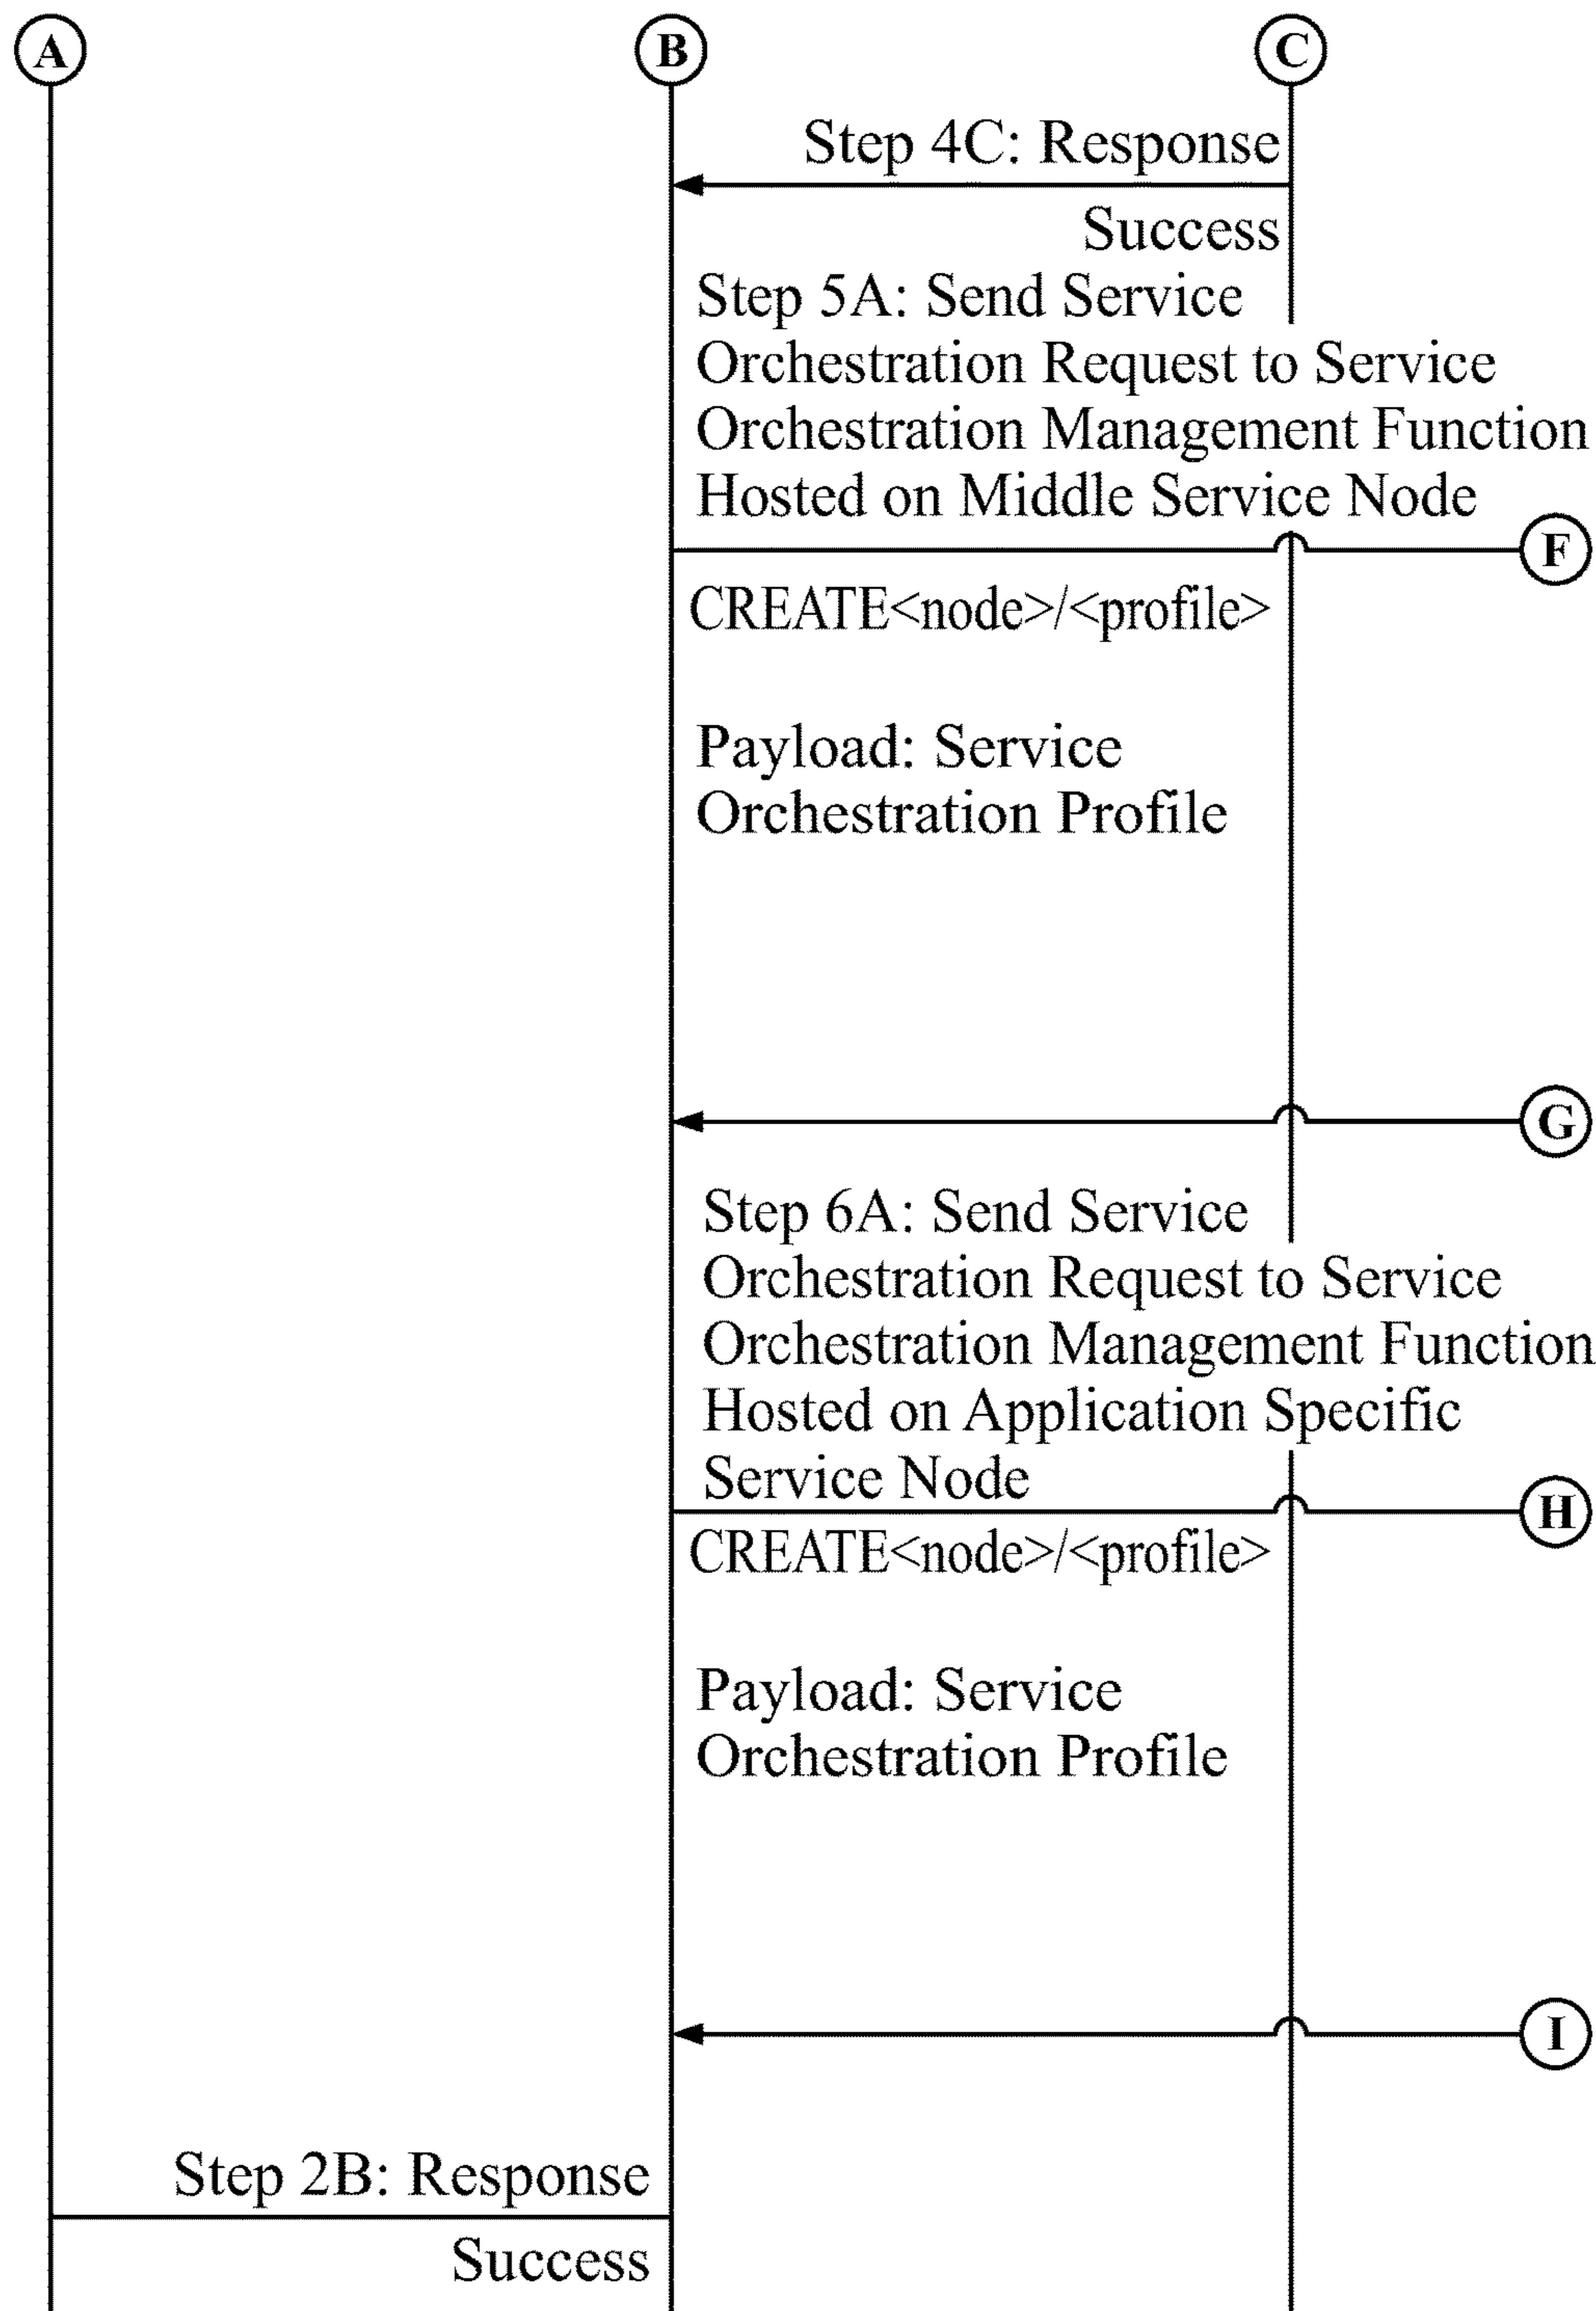 A
B
C
Step 4C: Response
Success
Step 5A: Send Service
Orchestration Request to Service
Orchestration Management Function
Hosted on Middle Service Node
F
CREATE<node>/<profile>
Payload: Service
Orchestration Profile
G
Step 6A: Send Service
Orchestration Request to Service
Orchestration Management Function
Hosted on Application Specific
Service Node
H
CREATE<node>/<profile>
Payload: Service
Orchestration Profile
I
Step 2B: Response
Success